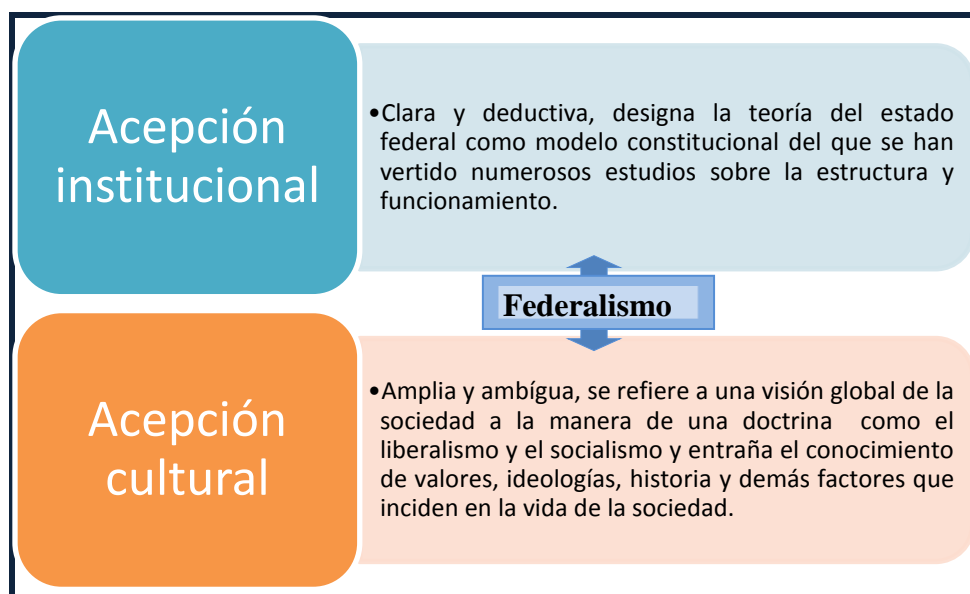 Acepción
institucional
•Clara y deductiva, designa la teoría del estado
federal como modelo constitucional del que se han
vertido numerosos estudios sobre la estructura y
funcionamiento.
Federalismo
Acepción
cultural
•Amplia y ambígua, se refiere a una visión global de la
sociedad a la manera de una doctrina como el
liberalismo y el socialismo y entraña el conocimiento
de valores, ideologías, historia y demás factores que
inciden en la vida de la sociedad.